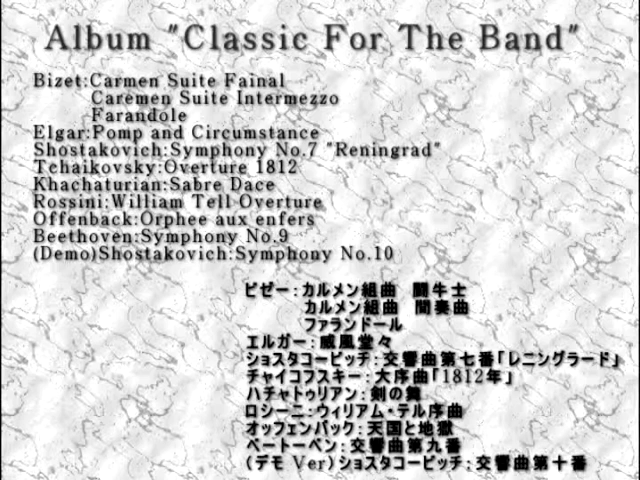 Album "Classic For The Band"
Bizet:Carmen Suite Fainal
Caremen Suite Intermezzo
Farandole
Elgar:Pomp and Circumstance
Shostakovich:Symphony No.7 "Reningrad"
Tchaikovsky:Overture 1812
Khachaturian:Sabre Dace
Rossini:William Tell Overture
Offenback:Orphee aux enfers
Beethoven:Symphony No.9
(Demo)Shostakovich:Symphony No.10
ビゼー:カルメン組曲 闘牛士
カルメン組曲 間奏曲
ファランドール
エルガー:威風堂々
ショスタコービッチ:交響曲第七番「レニングラード」
チャイコフスキー:大序曲「1812年」
ハチャトゥリアン:剣の舞
ロシーニ:ウィリアム・テル序曲
オッフェンバック:天国と地獄
ベートーベン:交響曲第九番
(デモ Ver)ショスタコービッチ:交響曲第十番